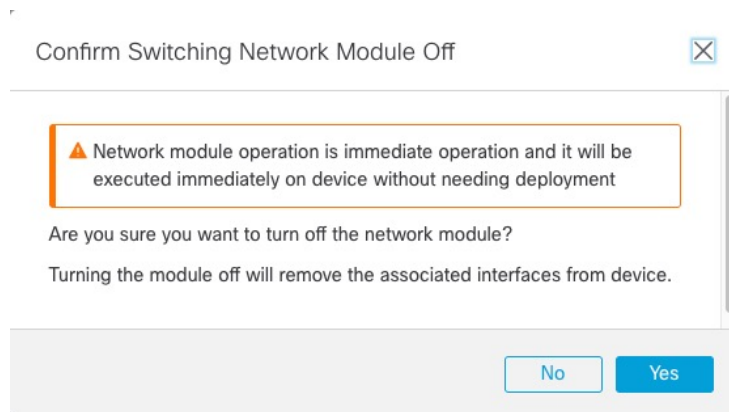 Confirm Switching Network Module Off
Network module operation is immediate operation and it will be
executed immediately on device without needing deployment
Are you sure you want to turn off the network module?
Turning the module off will remove the associated interfaces from device.
No
Yes